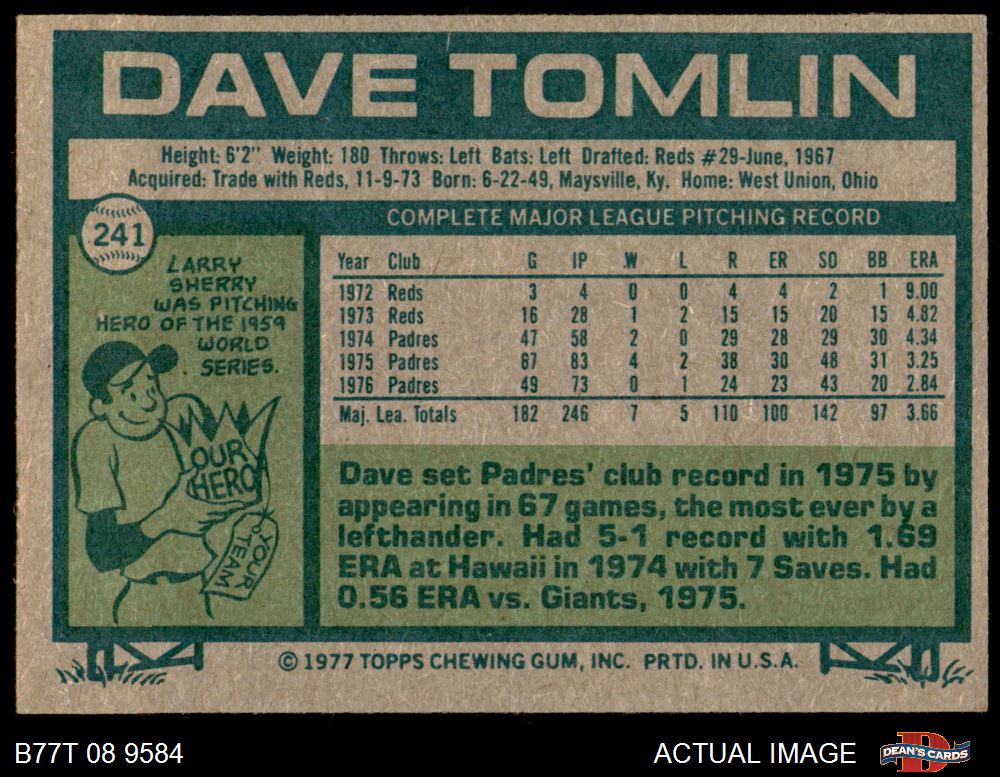 DAVE TOMLIN
Height: 6'2" Weight: 180 Throws: Left Bats: Left Drafted: Reds #29-June, 1967
Acquired: Trade with Reds, 11-9-73 Born: 6-22-49, Maysville, Ky. Home: West Union, Ohio
241
LARRY
SHERRY
WAS PITCHING
HERO OF THE 1959
WORLD
SERIES.
OUR
HERO
YOUR
TEAM
COMPLETE MAJOR LEAGUE PITCHING RECORD
Year Club G IP W L R ER SO BB ERA
1972 Reds 3 4 0 0 4 4 2 1 9.00
1973 Reds 16 28 1 2 15 15 20 15 4.82
1974 Padres 47 58 2 0 29 28 29 30 4.34
1975 Padres 67 83 4 2 38 30 48 31 3.25
1976 Padres 49 73 0 1 24 23 43 20 2.84
Maj. Lea. Totals 182 246 7 5 110 100 142 97 3.66
Dave set Padres' club record in 1975 by
appearing in 67 games, the most ever by a
lefthander. Had 5-1 record with 1.69
ERA at Hawaii in 1974 with 7 Saves. Had
0.56 ERA vs. Giants, 1975.
© 1977 TOPPS CHEWING GUM, INC. PRTD. IN U.S.A.
B77T 08 9584
ACTUAL IMAGE
D
DEAN'S CARDS